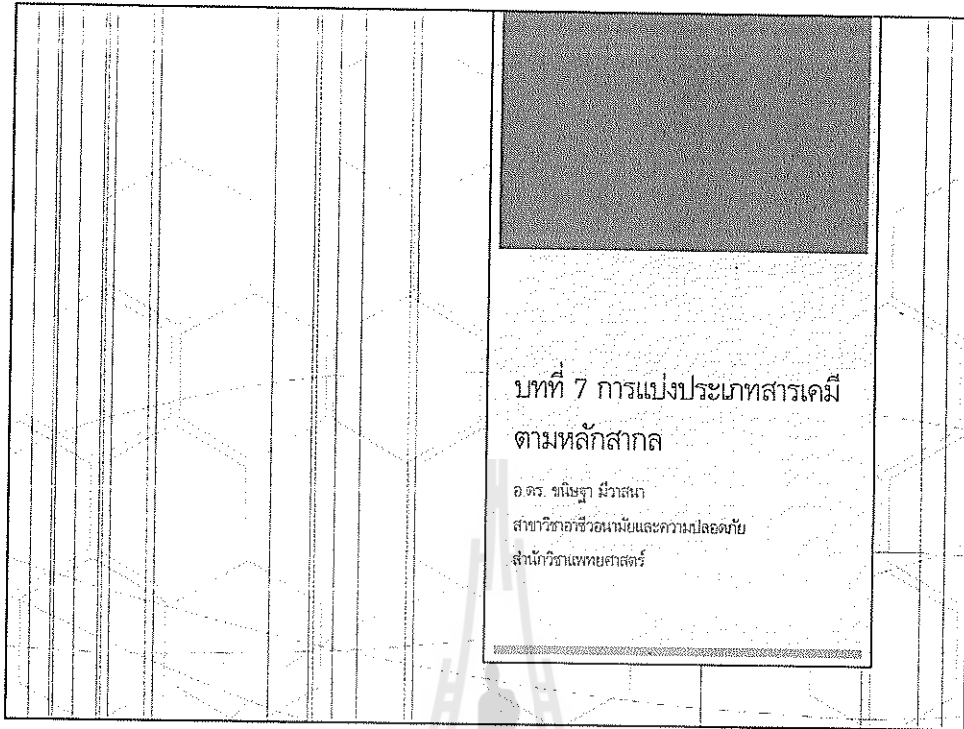 บทที่ 7 การแบ่งประเภทสารเคมี
ตามหลักสากล
อ.ดร. ชนิษฐา มีวาสนา
สาขาวิชาอาชีวอนามัยและความปลอดภัย
สำนักวิชาแพทยศาสตร์